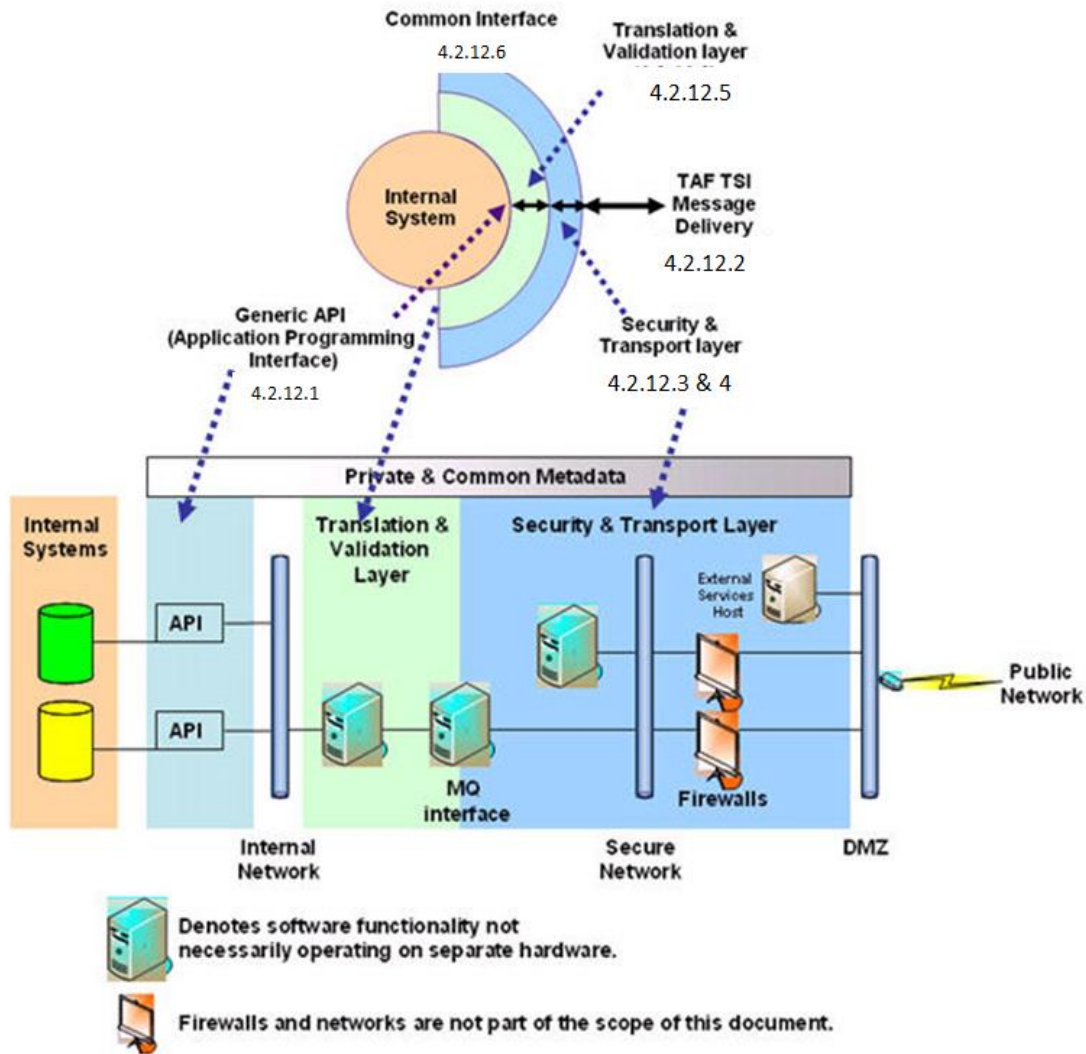 Common Interface
4.2.12.6
Translation &
Validation layer
4.2.12.5
Internal
System
TAF TSI
Message
Delivery
4.2.12.2
Generic API
(Application Programming
Interface)
4.2.12.1
Security &
Transport layer
4.2.12.3 & 4
Private & Common Metadata
Internal
Systems
Translation &
Validation
Layer
Security & Transport Layer
External
Services
Host
API
API
MQ
interface
Firewalls
Public
Network
Internal
Network
Secure
Network
DMZ
Denotes software functionality not
necessarily operating on separate hardware.
Firewalls and networks are not part of the scope of this document.